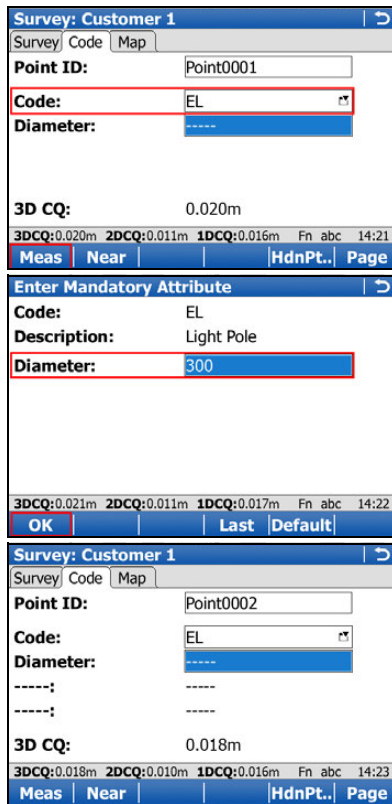 Survey: Customer 1
Survey Code Map
Point ID: Point0001
Code: EL
Diameter: -----
3D CQ: 0.020m
3DCQ:0.020m 2DCQ:0.011m 1DCQ:0.016m Fn abc 14:21
Meas Near HdnPt.. Page
Enter Mandatory Attribute
Code: EL
Description: Light Pole
Diameter: 300
3DCQ:0.021m 2DCQ:0.011m 1DCQ:0.017m Fn abc 14:22
OK Last Default
Survey: Customer 1
Survey Code Map
Point ID: Point0002
Code: EL
Diameter: -----
-----: -----
-----: -----
3D CQ: 0.018m
3DCQ:0.018m 2DCQ:0.010m 1DCQ:0.016m Fn abc 14:23
Meas Near HdnPt.. Page